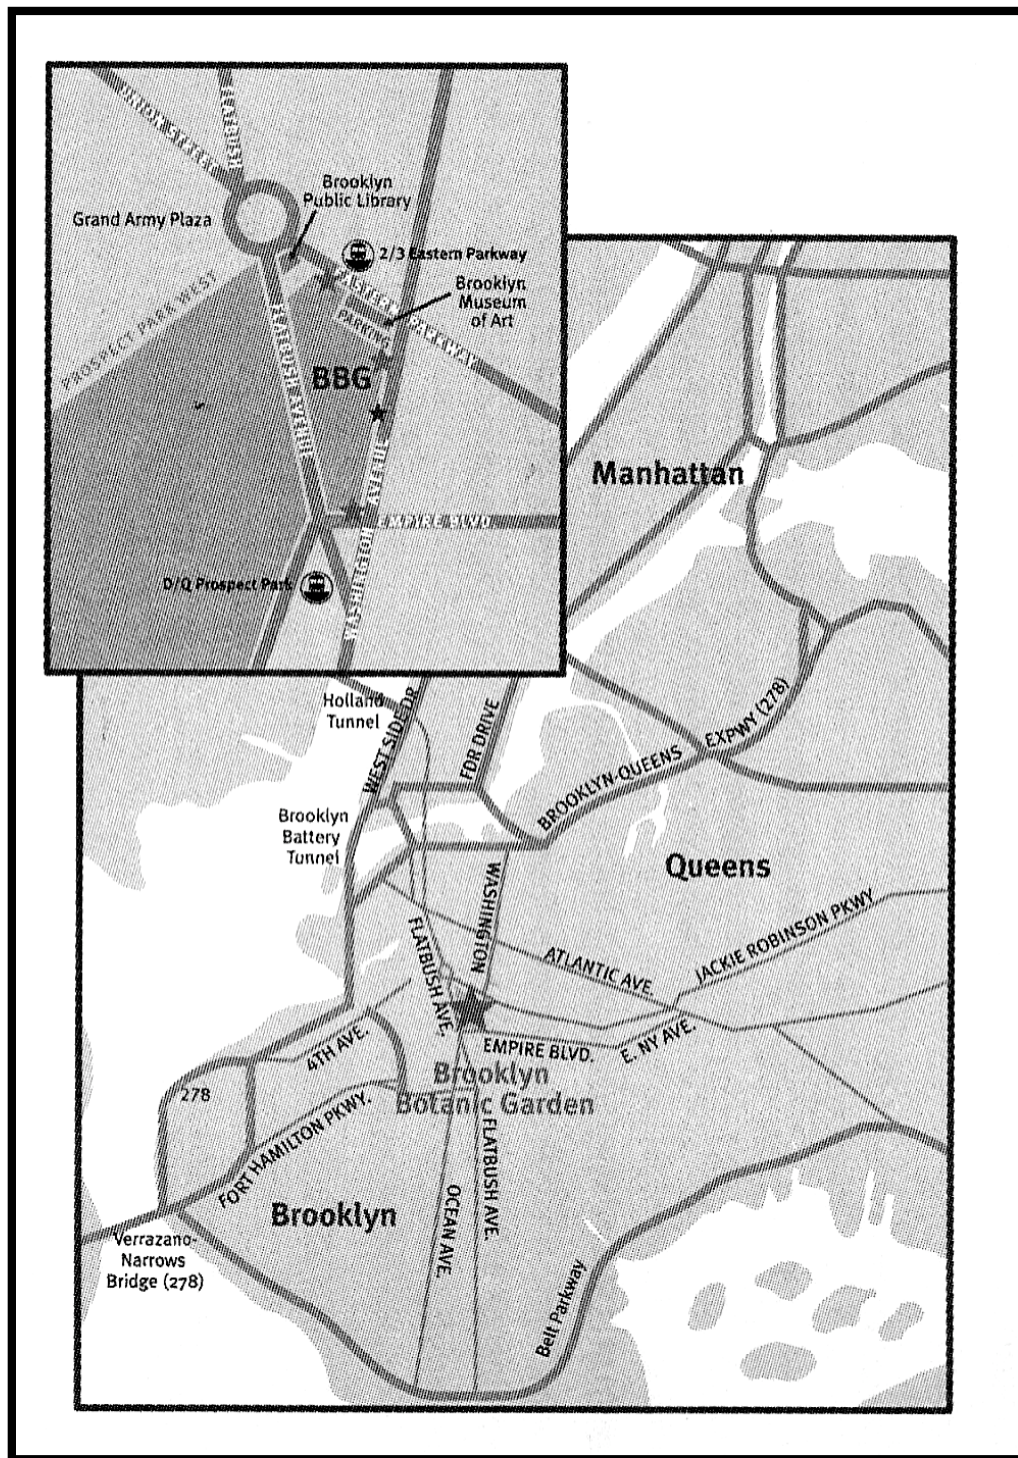 UNION STREET
FLATBUSH
Brooklyn
Public Library
Grand Army Plaza
2/3 Eastern Parkway
PROSPECT PARK WEST
EASTERN PARKWAY
Brooklyn
Museum
of Art
PARKING
FLATBUSH AVENUE
BBG
WASHINGTON AVENUE
EMPIRE BLVD
D/Q Prospect Park
Manhattan
Holland
Tunnel
WEST SIDE DR
FDR DRIVE
BROOKLYN-QUEENS EXPWY (278)
Brooklyn
Battery
Tunnel
Queens
WASHINGTON
FLATBUSH AVE.
ATLANTIC AVE.
JACKIE ROBINSON PKWY
4TH AVE.
EMPIRE BLVD.
E. NY AVE.
Brooklyn
Botanic Garden
278
FORT HAMILTON PKWY.
FLATBUSH AVE.
OCEAN AVE.
Brooklyn
Verrazano-
Narrows
Bridge (278)
Belt Parkway